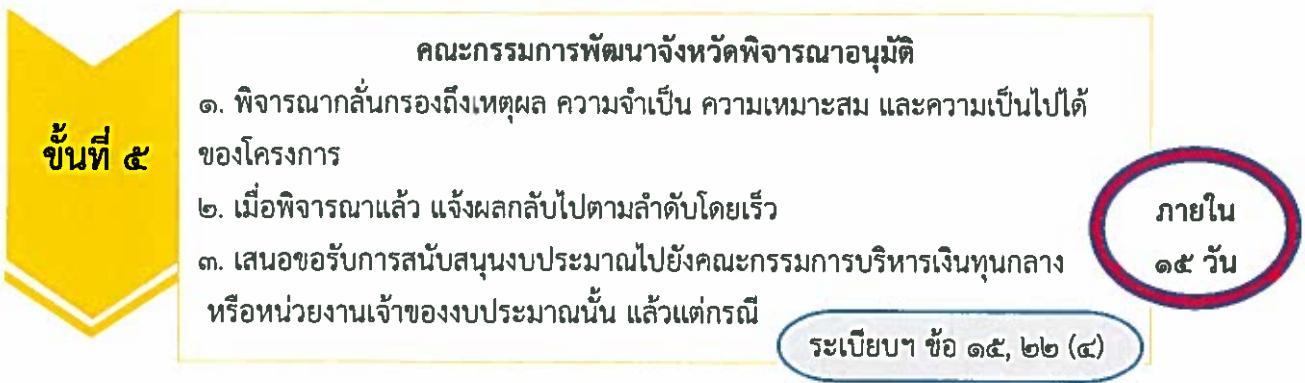 ขั้นที่ ๕
คณะกรรมการพัฒนาจังหวัดพิจารณาอนุมัติ
๑. พิจารณากลั่นกรองถึงเหตุผล ความจำเป็น ความเหมาะสม และความเป็นไปได้
ของโครงการ
๒. เมื่อพิจารณาแล้ว แจ้งผลกลับไปตามลำดับโดยเร็ว
๓. เสนอขอรับการสนับสนุนงบประมาณไปยังคณะกรรมการบริหารเงินทุนกลาง
หรือหน่วยงานเจ้าของงบประมาณนั้น แล้วแต่กรณี
ภายใน
๑๕ วัน
ระเบียบฯ ข้อ ๑๕, ๒๒ (๔)